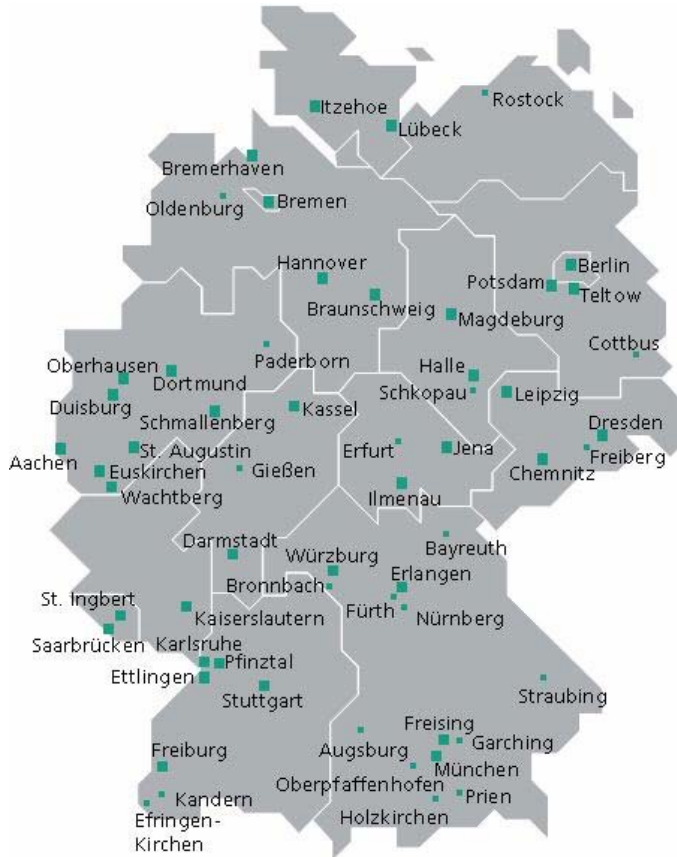 Itzehoe
Rostock
Lübeck
Bremerhaven
Oldenburg
Bremen
Hannover
Berlin
Potsdam
Teltow
Braunschweig
Magdeburg
Cottbus
Paderborn
Oberhausen
Dortmund
Halle
Schkopau
Leipzig
Duisburg
Schmallenberg
Kassel
Dresden
Aachen
St. Augustin
Erfurt
Jena
Freiberg
Euskirchen
Gießen
Chemnitz
Wachtberg
Ilmenau
Darmstadt
Würzburg
Bayreuth
Bronnbach
Erlangen
St. Ingbert
Kaiserslautern
Fürth
Nürnberg
Saarbrücken
Karlsruhe
Pfinztal
Ettlingen
Stuttgart
Straubing
Freising
Augsburg
Garching
Freiburg
München
Oberpfaffenhofen
Kandern
Prien
Efringen-
Kirchen
Holzkirchen